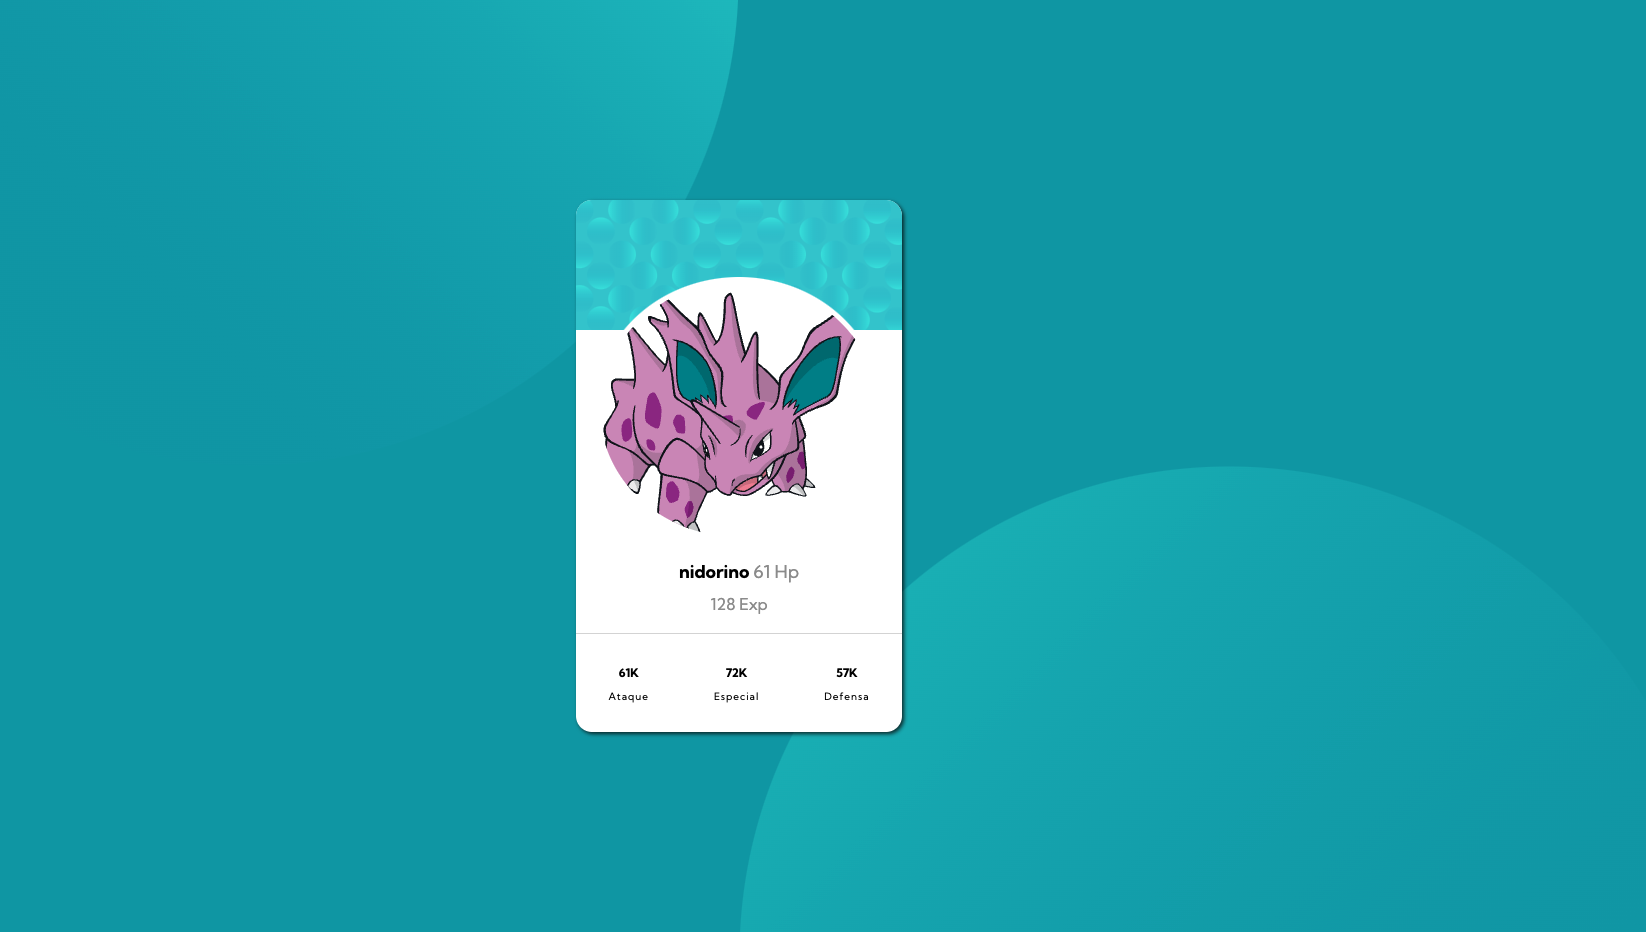 nidorino 61 Hp
128 Exp
61K 72K 57K
Ataque Especial Defensa